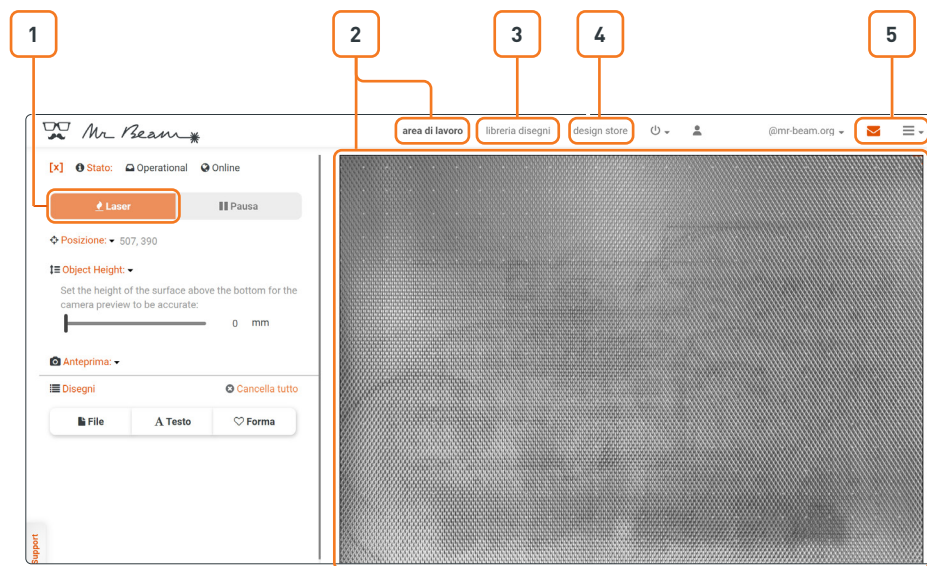 1 2 3 4 5
Mr Beam area di lavoro libreria disegni design store @mr-beam.org
[x] Stato: Operational Online
Laser Pausa
Posizione: 507, 390
Object Height:
Set the height of the surface above the bottom for the
camera preview to be accurate:
0 mm
Anteprima:
Disegni Cancella tutto
File A Testo Forma
Support